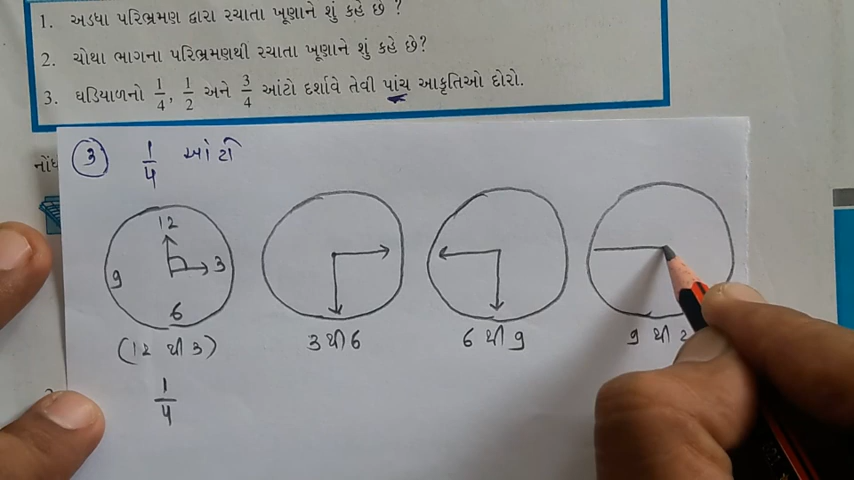 1. અડધા પરિભ્રમણ દ્વારા રચાતા ખૂણાને શું કહે છે ?
2. ચોથા ભાગના પરિભ્રમણથી રચાતા ખૂણાને શું કહે છે?
3. ઘડિયાળનો 1/4, 1/2 અને 3/4 આંટો દર્શાવે તેવી પાંચ આકૃતિઓ દોરો.
3 1/4 આંટો
12
9 3
6
(12 થી 3) 3 થી 6 6 થી 9 9 થી
1/4